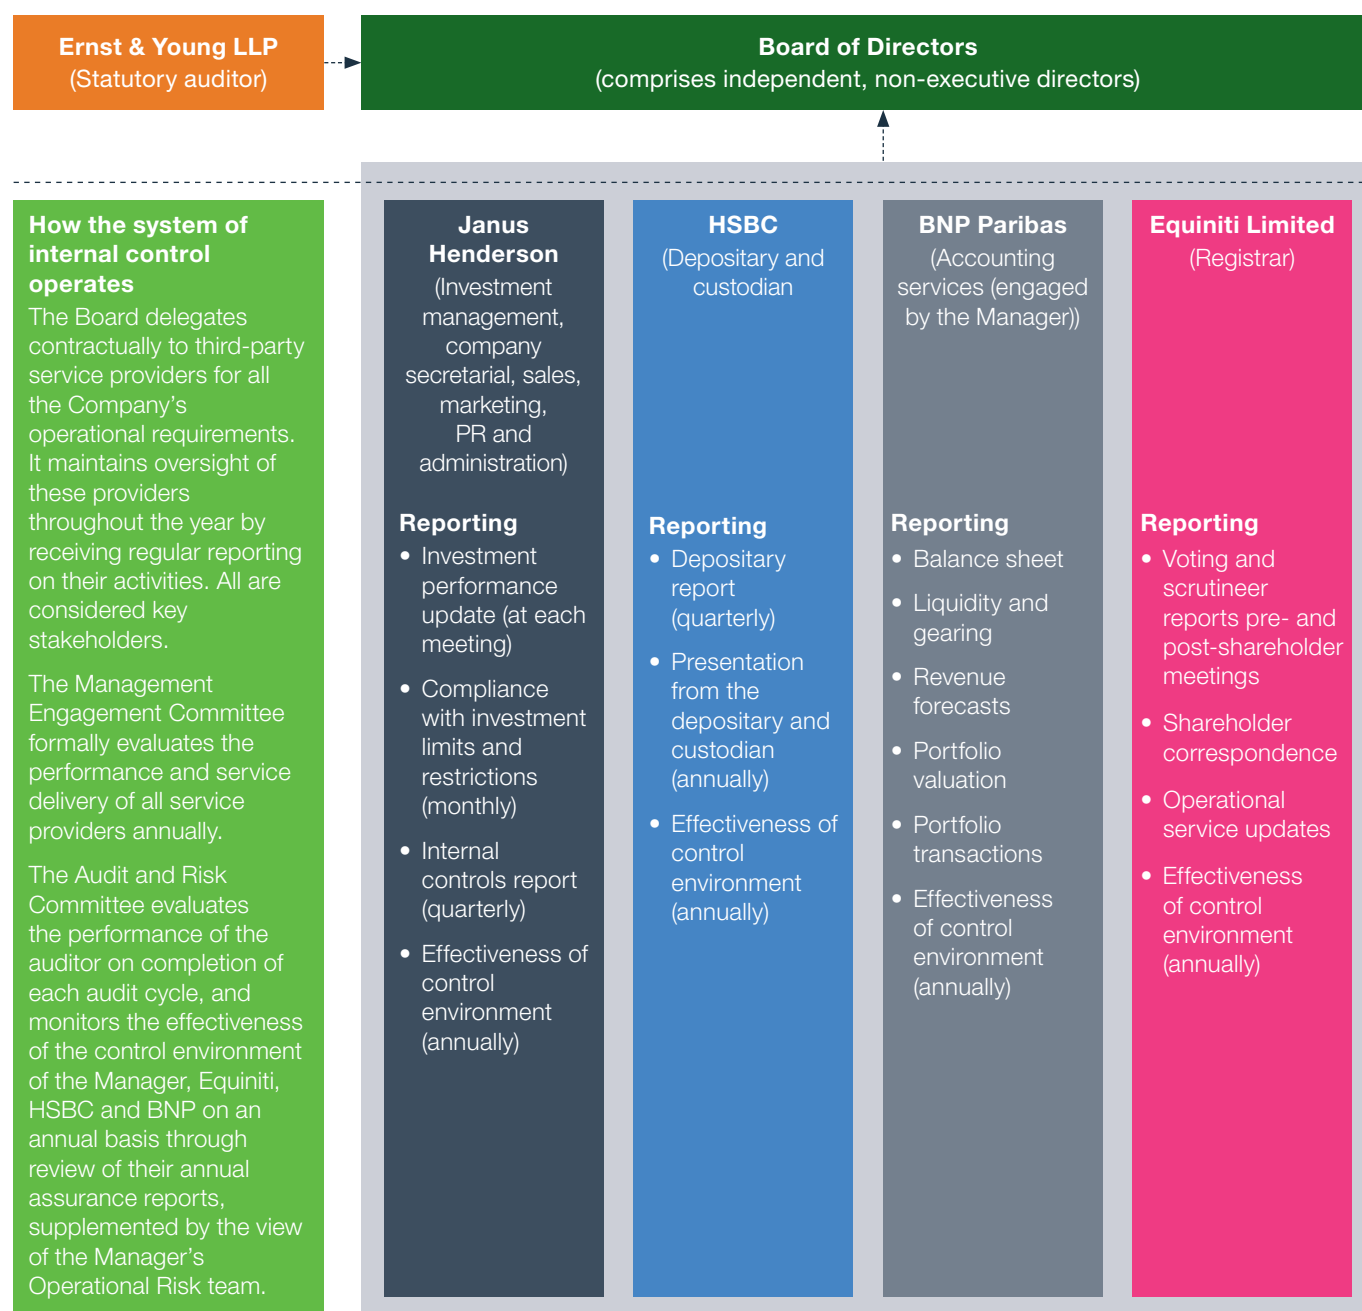 Ernst & Young LLP
(Statutory auditor)
Board of Directors
(comprises independent, non-executive directors)
How the system of
internal control
operates
The Board delegates
contractually to third-party
service providers for all
the Company’s
operational requirements.
It maintains oversight of
these providers
throughout the year by
receiving regular reporting
on their activities. All are
considered key
stakeholders.
The Management
Engagement Committee
formally evaluates the
performance and service
delivery of all service
providers annually.
The Audit and Risk
Committee evaluates
the performance of the
auditor on completion of
each audit cycle, and
monitors the effectiveness
of the control environment
of the Manager, Equiniti,
HSBC and BNP on an
annual basis through
review of their annual
assurance reports,
supplemented by the view
of the Manager’s
Operational Risk team.
Janus
Henderson
(Investment
management,
company
secretarial, sales,
marketing,
PR and
administration)
Reporting
• Investment
performance
update (at each
meeting)
• Compliance
with investment
limits and
restrictions
(monthly)
• Internal
controls report
(quarterly)
• Effectiveness of
control
environment
(annually)
HSBC
(Depositary and
custodian
Reporting
• Depositary
report
(quarterly)
• Presentation
from the
depositary and
custodian
(annually)
• Effectiveness of
control
environment
(annually)
BNP Paribas
(Accounting
services (engaged
by the Manager))
Reporting
• Balance sheet
• Liquidity and
gearing
• Revenue
forecasts
• Portfolio
valuation
• Portfolio
transactions
• Effectiveness
of control
environment
(annually)
Equiniti Limited
(Registrar)
Reporting
• Voting and
scrutineer
reports pre- and
post-shareholder
meetings
• Shareholder
correspondence
• Operational
service updates
• Effectiveness
of control
environment
(annually)